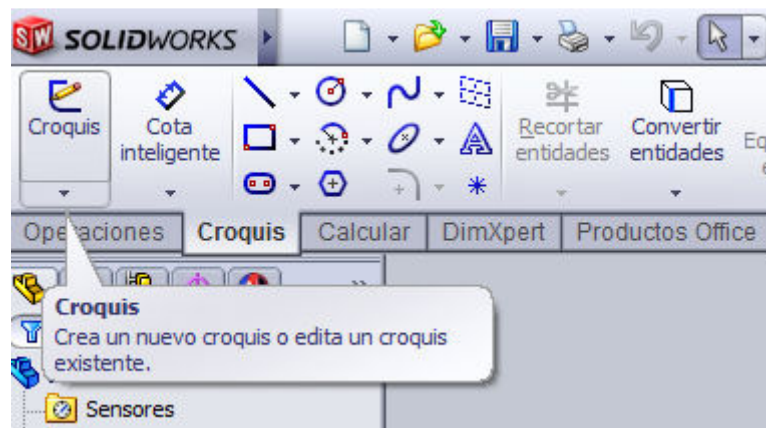 SOLIDWORKS
Croquis
Cota
inteligente
Recortar
entidades
Convertir
entidades
Operaciones
Croquis
Calcular
DimXpert
Productos Office
Croquis
Crea un nuevo croquis o edita un croquis
existente.
Sensores